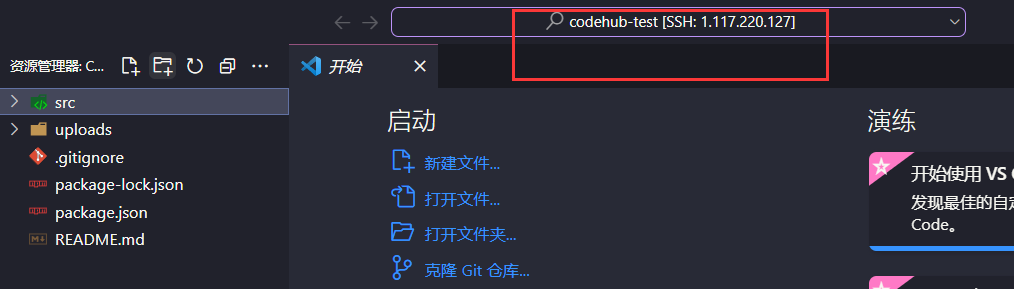 codehub-test [SSH: 1.117.220.127]
资源管理器: C...
开始
src
uploads
.gitignore
package-lock.json
package.json
README.md
启动
新建文件...
打开文件...
打开文件夹...
克隆 Git 仓库...
演练
开始使用 VS C
发现最佳的自定
Code。